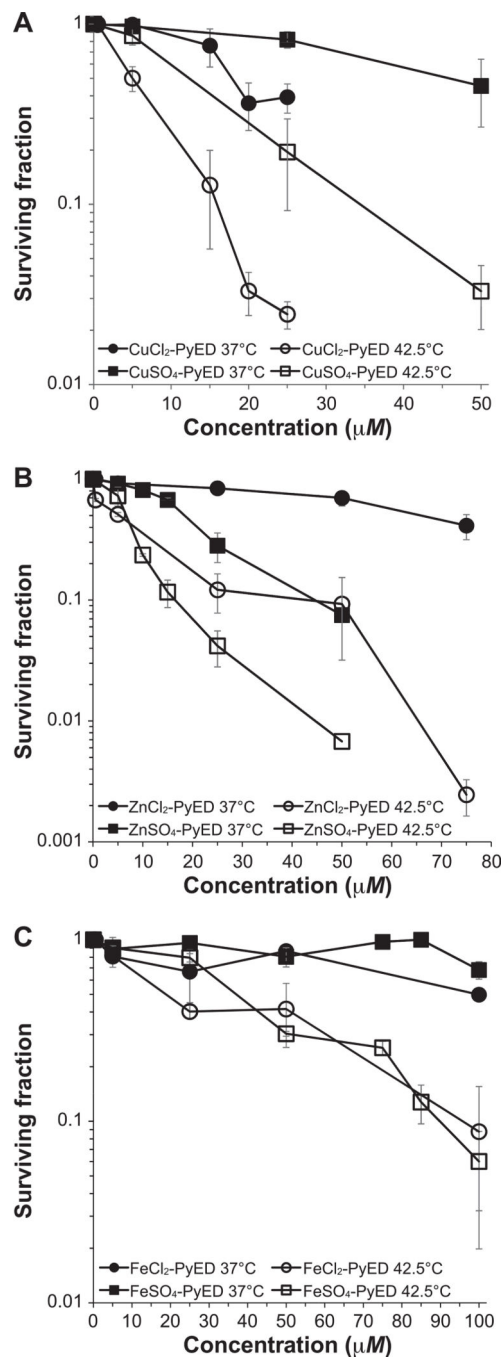 A
Surviving fraction
1
0.1
0.01
CuCl₂-PyED 37°C CuCl₂-PyED 42.5°C
CuSO₄-PyED 37°C CuSO₄-PyED 42.5°C
0 10 20 30 40 50
Concentration (μM)
B
Surviving fraction
1
0.1
0.01
0.001
ZnCl₂-PyED 37°C ZnCl₂-PyED 42.5°C
ZnSO₄-PyED 37°C ZnSO₄-PyED 42.5°C
0 10 20 30 40 50 60 70 80
Concentration (μM)
C
Surviving fraction
1
0.1
0.01
FeCl₂-PyED 37°C FeCl₂-PyED 42.5°C
FeSO₄-PyED 37°C FeSO₄-PyED 42.5°C
0 10 20 30 40 50 60 70 80 90 100
Concentration (μM)